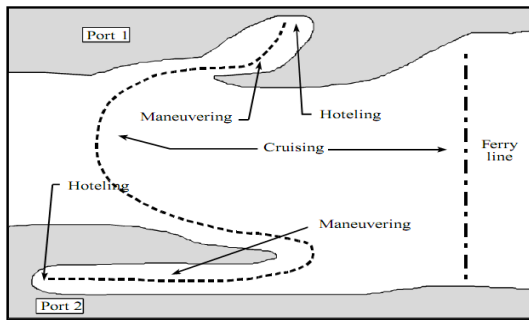 Port 1
Maneuvering
Hoteling
Cruising
Ferry
line
Hoteling
Maneuvering
Port 2